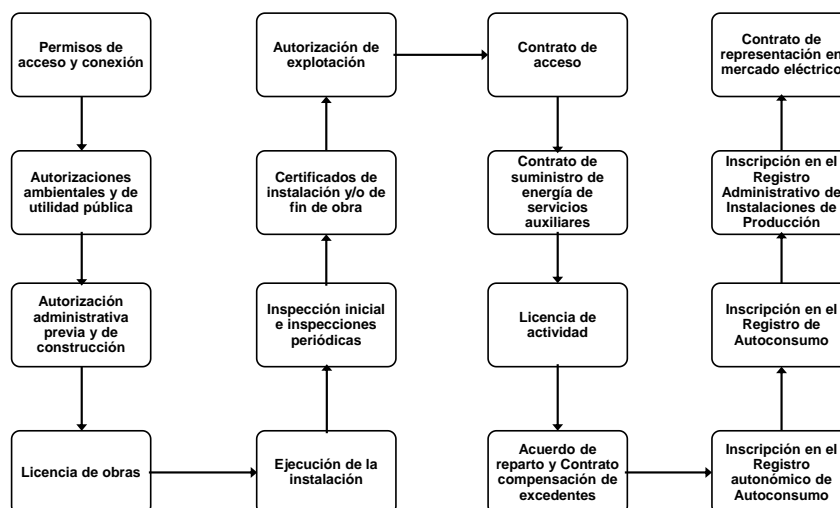 Permisos de
acceso y conexión
Autorizaciones
ambientales y de
utilidad pública
Autorización
administrativa
previa y de
construcción
Licencia de obras
Ejecución de la
instalación
Inspección inicial
e inspecciones
periódicas
Certificados de
instalación y/o de
fin de obra
Autorización de
explotación
Contrato de
acceso
Contrato de
suministro de
energía de
servicios
auxiliares
Licencia de
actividad
Acuerdo de
reparto y Contrato
compensación de
excedentes
Inscripción en el
Registro
autonómico de
Autoconsumo
Inscripción en el
Registro de
Autoconsumo
Inscripción en el
Registro
Administrativo de
Instalaciones de
Producción
Contrato de
representación en
mercado eléctrico